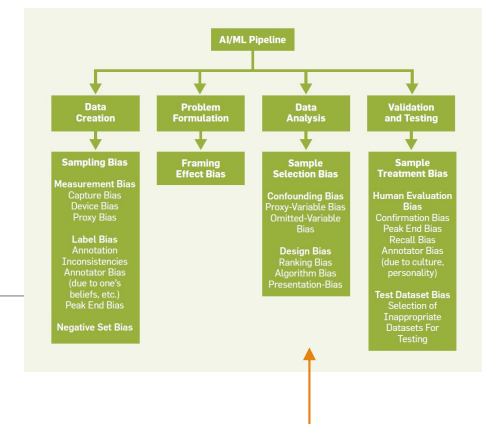 AI/ML Pipeline
Data
Creation
Problem
Formulation
Data
Analysis
Validation
and Testing
Sampling Bias
Measurement Bias
Capture Bias
Device Bias
Proxy Bias
Label Bias
Annotation
Inconsistencies
Annotator Bias
(due to one's
beliefs, etc.)
Peak End Bias
Negative Set Bias
Framing
Effect Bias
Sample
Selection Bias
Confounding Bias
Proxy-Variable Bias
Omitted-Variable
Bias
Design Bias
Ranking Bias
Algorithm Bias
Presentation-Bias
Sample
Treatment Bias
Human Evaluation
Bias
Confirmation Bias
Peak End Bias
Recall Bias
Annotator Bias
(due to culture,
personality)
Test Dataset Bias
Selection of
Inappropriate
Datasets For
Testing